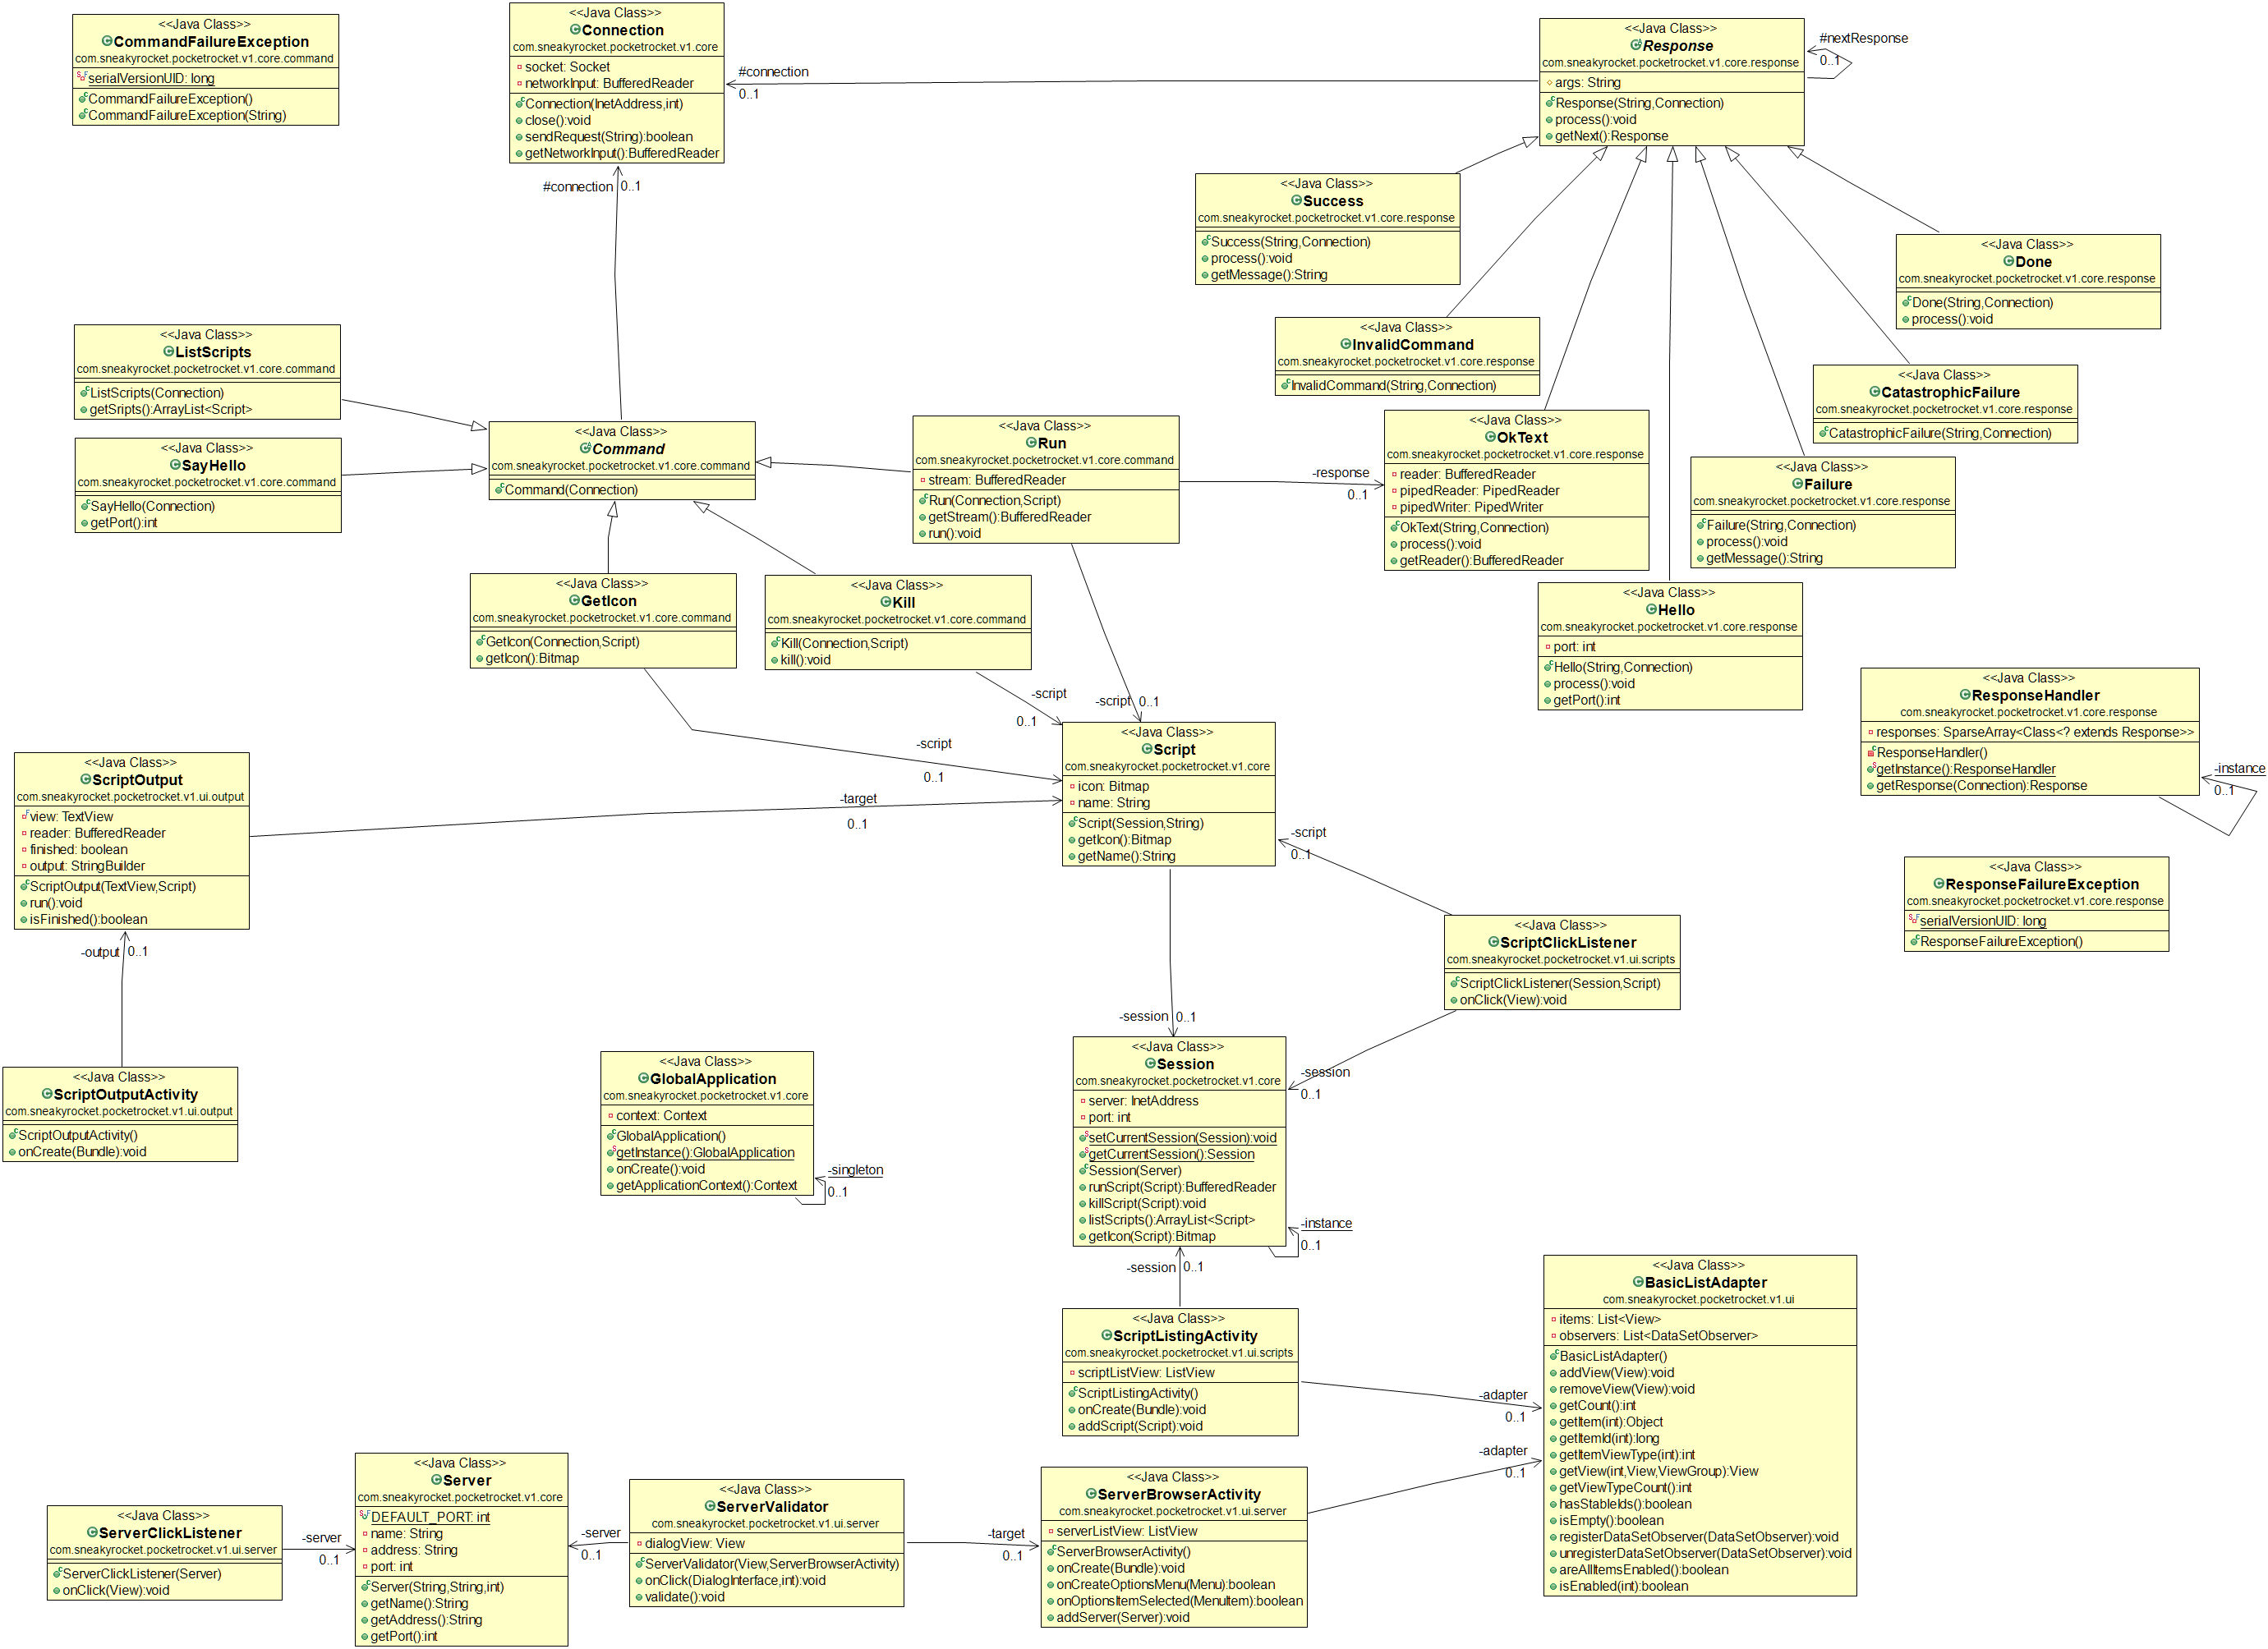 <<Java Class>>
CommandFailureException
com.sneakyrocket.pocketrocket.v1.core.command
serialVersionUID: long
CommandFailureException()
CommandFailureException(String)
<<Java Class>>
Connection
com.sneakyrocket.pocketrocket.v1.core
socket: Socket
networkInput: BufferedReader
Connection(InetAddress,int)
close():void
sendRequest(String):boolean
getNetworkInput():BufferedReader
#connection
0..1
<<Java Class>>
Response
com.sneakyrocket.pocketrocket.v1.core.response
args: String
Response(String,Connection)
process():void
getNext():Response
#nextResponse
0..1
#connection
0..1
<<Java Class>>
Success
com.sneakyrocket.pocketrocket.v1.core.response
Success(String,Connection)
process():void
getMessage():String
<<Java Class>>
Done
com.sneakyrocket.pocketrocket.v1.core.response
Done(String,Connection)
process():void
<<Java Class>>
InvalidCommand
com.sneakyrocket.pocketrocket.v1.core.response
InvalidCommand(String,Connection)
<<Java Class>>
CatastrophicFailure
com.sneakyrocket.pocketrocket.v1.core.response
CatastrophicFailure(String,Connection)
<<Java Class>>
ListScripts
com.sneakyrocket.pocketrocket.v1.core.command
ListScripts(Connection)
getSripts():ArrayList<Script>
<<Java Class>>
SayHello
com.sneakyrocket.pocketrocket.v1.core.command
SayHello(Connection)
getPort():int
<<Java Class>>
Command
com.sneakyrocket.pocketrocket.v1.core.command
Command(Connection)
<<Java Class>>
Run
com.sneakyrocket.pocketrocket.v1.core.command
stream: BufferedReader
Run(Connection,Script)
getStream():BufferedReader
run():void
-response
0..1
<<Java Class>>
OkText
com.sneakyrocket.pocketrocket.v1.core.response
reader: BufferedReader
pipedReader: PipedReader
pipedWriter: PipedWriter
OkText(String,Connection)
process():void
getReader():BufferedReader
<<Java Class>>
Failure
com.sneakyrocket.pocketrocket.v1.core.response
Failure(String,Connection)
process():void
getMessage():String
<<Java Class>>
GetIcon
com.sneakyrocket.pocketrocket.v1.core.command
GetIcon(Connection,Script)
getIcon():Bitmap
<<Java Class>>
Kill
com.sneakyrocket.pocketrocket.v1.core.command
Kill(Connection,Script)
kill():void
<<Java Class>>
Hello
com.sneakyrocket.pocketrocket.v1.core.response
port: int
Hello(String,Connection)
process():void
getPort():int
<<Java Class>>
ResponseHandler
com.sneakyrocket.pocketrocket.v1.core.response
responses: SparseArray<Class<? extends Response>>
ResponseHandler()
getInstance():ResponseHandler
getResponse(Connection):Response
-instance
0..1
-script
0..1
-script 0..1
-script
0..1
<<Java Class>>
Script
com.sneakyrocket.pocketrocket.v1.core
icon: Bitmap
name: String
Script(Session,String)
getIcon():Bitmap
getName():String
<<Java Class>>
ScriptOutput
com.sneakyrocket.pocketrocket.v1.ui.output
view: TextView
reader: BufferedReader
finished: boolean
output: StringBuilder
ScriptOutput(TextView,Script)
run():void
isFinished():boolean
-target
0..1
-script
0..1
<<Java Class>>
ResponseFailureException
com.sneakyrocket.pocketrocket.v1.core.response
serialVersionUID: long
ResponseFailureException()
<<Java Class>>
ScriptClickListener
com.sneakyrocket.pocketrocket.v1.ui.scripts
ScriptClickListener(Session,Script)
onClick(View):void
-output 0..1
-session 0..1
-session
0..1
<<Java Class>>
ScriptOutputActivity
com.sneakyrocket.pocketrocket.v1.ui.output
ScriptOutputActivity()
onCreate(Bundle):void
<<Java Class>>
GlobalApplication
com.sneakyrocket.pocketrocket.v1.core
context: Context
GlobalApplication()
getInstance():GlobalApplication
onCreate():void
getApplicationContext():Context
-singleton
0..1
<<Java Class>>
Session
com.sneakyrocket.pocketrocket.v1.core
server: InetAddress
port: int
setCurrentSession(Session):void
getCurrentSession():Session
Session(Server)
runScript(Script):BufferedReader
killScript(Script):void
listScripts():ArrayList<Script>
getIcon(Script):Bitmap
-instance
0..1
-session 0..1
<<Java Class>>
ScriptListingActivity
com.sneakyrocket.pocketrocket.v1.ui.scripts
scriptListView: ListView
ScriptListingActivity()
onCreate(Bundle):void
addScript(Script):void
-adapter
0..1
<<Java Class>>
BasicListAdapter
com.sneakyrocket.pocketrocket.v1.ui
items: List<View>
observers: List<DataSetObserver>
BasicListAdapter()
addView(View):void
removeView(View):void
getCount():int
getItem(int):Object
getItemId(int):long
getItemViewType(int):int
getView(int,View,ViewGroup):View
getViewTypeCount():int
hasStableIds():boolean
isEmpty():boolean
registerDataSetObserver(DataSetObserver):void
unregisterDataSetObserver(DataSetObserver):void
areAllItemsEnabled():boolean
isEnabled(int):boolean
-adapter
0..1
<<Java Class>>
ServerClickListener
com.sneakyrocket.pocketrocket.v1.ui.server
ServerClickListener(Server)
onClick(View):void
-server
0..1
<<Java Class>>
Server
com.sneakyrocket.pocketrocket.v1.core
DEFAULT_PORT: int
name: String
address: String
port: int
Server(String,String,int)
getName():String
getAddress():String
getPort():int
-server
0..1
<<Java Class>>
ServerValidator
com.sneakyrocket.pocketrocket.v1.ui.server
dialogView: View
ServerValidator(View,ServerBrowserActivity)
onClick(DialogInterface,int):void
validate():void
-target
0..1
<<Java Class>>
ServerBrowserActivity
com.sneakyrocket.pocketrocket.v1.ui.server
serverListView: ListView
ServerBrowserActivity()
onCreate(Bundle):void
onCreateOptionsMenu(Menu):boolean
onOptionsItemSelected(MenuItem):boolean
addServer(Server):void